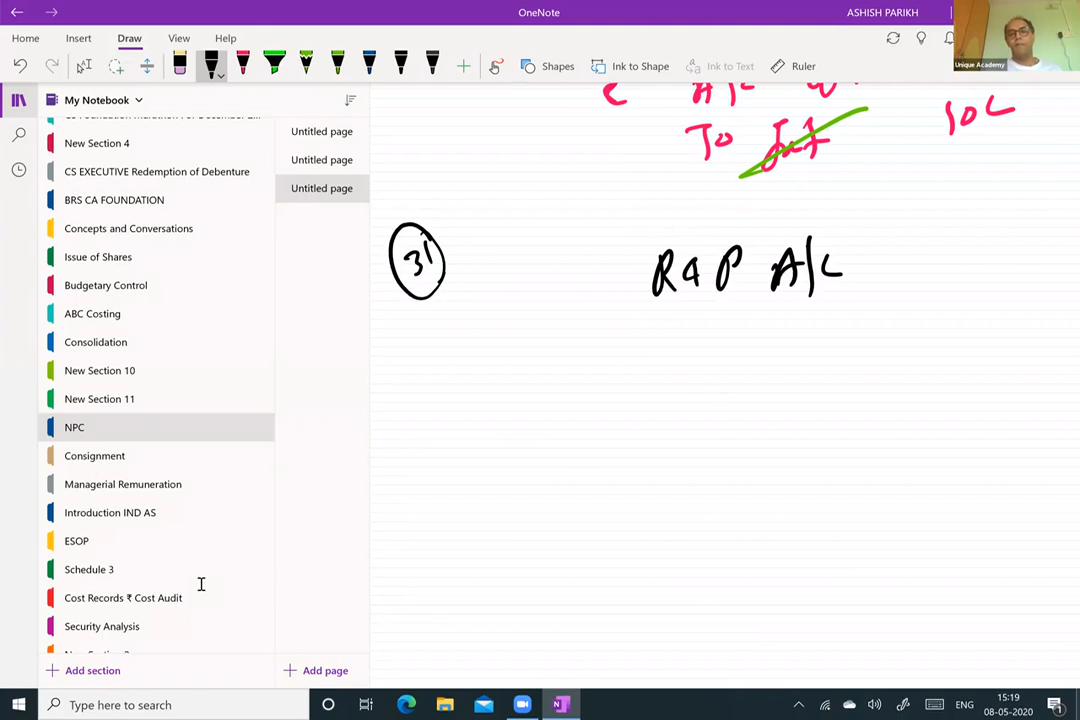 OneNote
ASHISH PARIKH
Home Insert Draw View Help
Unique Academy
Shapes Ink to Shape Ink to Text Ruler
My Notebook
New Section 4
CS EXECUTIVE Redemption of Debenture
BRS CA FOUNDATION
Concepts and Conversations
Issue of Shares
Budgetary Control
ABC Costing
Consolidation
New Section 10
New Section 11
NPC
Consignment
Managerial Remuneration
Introduction IND AS
ESOP
Schedule 3
Cost Records ₹ Cost Audit
Security Analysis
Add section
Untitled page
Untitled page
Untitled page
Add page
A/c
To
10L
31
R & P A/c
Type here to search
ENG
15:19
08-05-2020
1